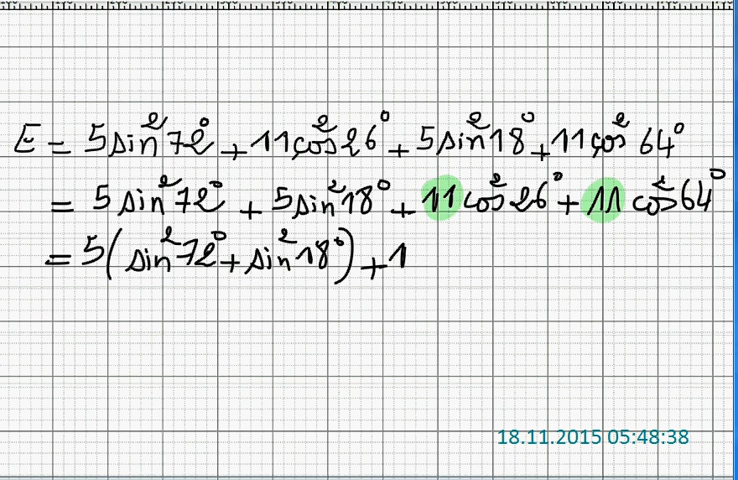 E = 5sin²72° + 11cos²26° + 5sin²18° + 11cos²64°
= 5sin²72° + 5sin²18° + 11cos²26° + 11cos²64°
= 5(sin²72° + sin²18°) + 1
18.11.2015 05:48:38